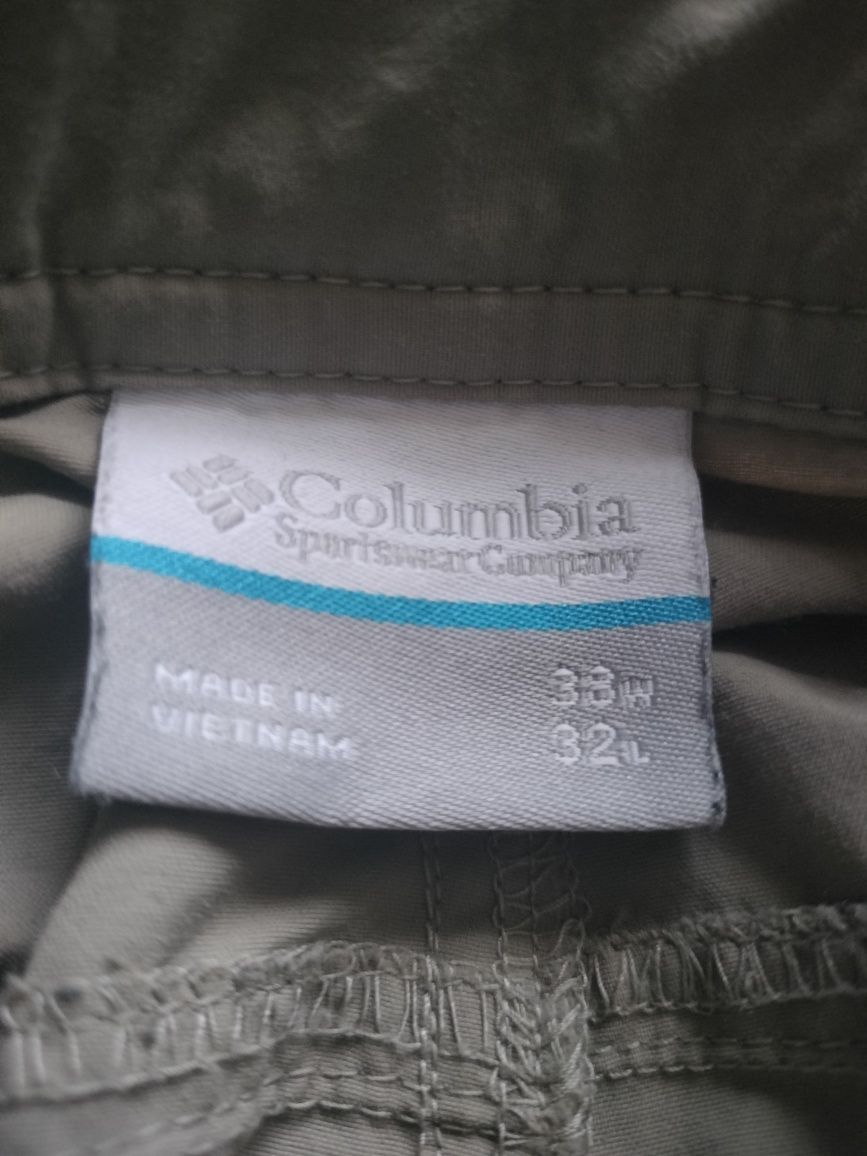 Columbia
Sportswear Company
MADE IN
VIETNAM
38W
32L